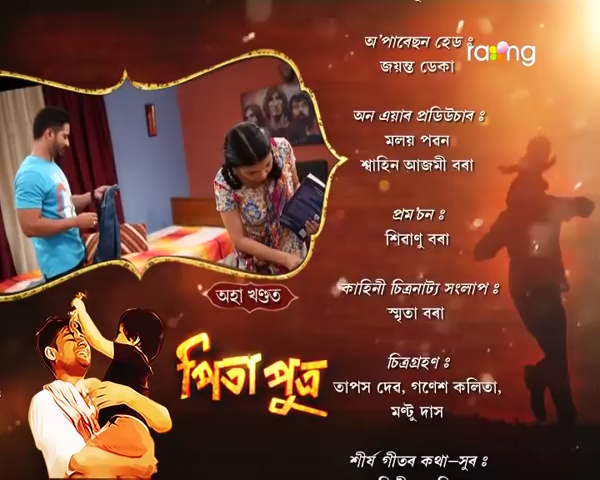 অ'পাৰেছন হেড ঃ
rang
জয়ন্ত ডেকা
অন এয়াৰ প্ৰডিউচাৰ ঃ
মলয় পৱন
শ্বাহিন আজমী বৰা
প্ৰম'চন ঃ
শিৱাণু বৰা
অহা খণ্ডত
কাহিনী চিত্ৰনাট্য সংলাপ ঃ
স্মৃতা বৰা
পিতা পুত্ৰ
চিত্ৰগ্ৰহণ ঃ
তাপস দেৱ, গণেশ কলিতা,
মণ্টু দাস
শীৰ্ষ গীতৰ কথা–সুৰ ঃ